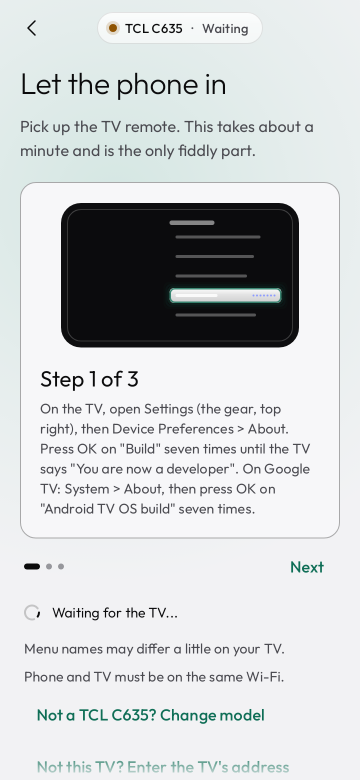 TCL C635 · Waiting
Let the phone in
Pick up the TV remote. This takes about a
minute and is the only fiddly part.
Step 1 of 3
On the TV, open Settings (the gear, top
right), then Device Preferences > About.
Press OK on "Build" seven times until the TV
says "You are now a developer". On Google
TV: System > About, then press OK on
"Android TV OS build" seven times.
Next
Waiting for the TV...
Menu names may differ a little on your TV.
Phone and TV must be on the same Wi-Fi.
Not a TCL C635? Change model
Not this TV? Enter the TV's address